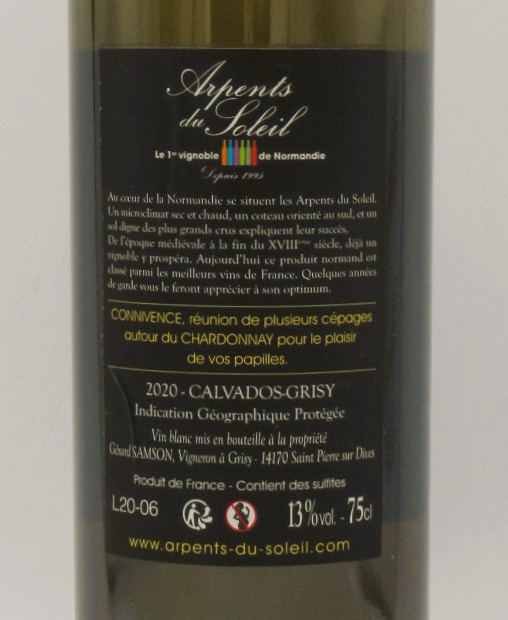 Arpents
du Soleil
Le 1er vignoble de Normandie
Depuis 1995
Au cœur de la Normandie se situent les Arpents du Soleil.
Un microclimat sec et chaud, un coteau orienté au sud, et un
sol digne des plus grands crus expliquent leur succès.
De l'époque médiévale à la fin du XVIIIème siècle, déjà un
vignoble y prospéra. Aujourd'hui ce produit normand est
classé parmi les meilleurs vins de France. Quelques années
de garde vous le feront apprécier à son optimum.
CONNIVENCE, réunion de plusieurs cépages
autour du CHARDONNAY pour le plaisir
de vos papilles.
2020 - CALVADOS-GRISY
Indication Géographique Protégée
Vin blanc mis en bouteille à la propriété
Gérard SAMSON, Vigneron à Grisy - 14170 Saint Pierre sur Dives
Produit de France - Contient des sulfites
L20-06 13%vol. - 75cl
www.arpents-du-soleil.com